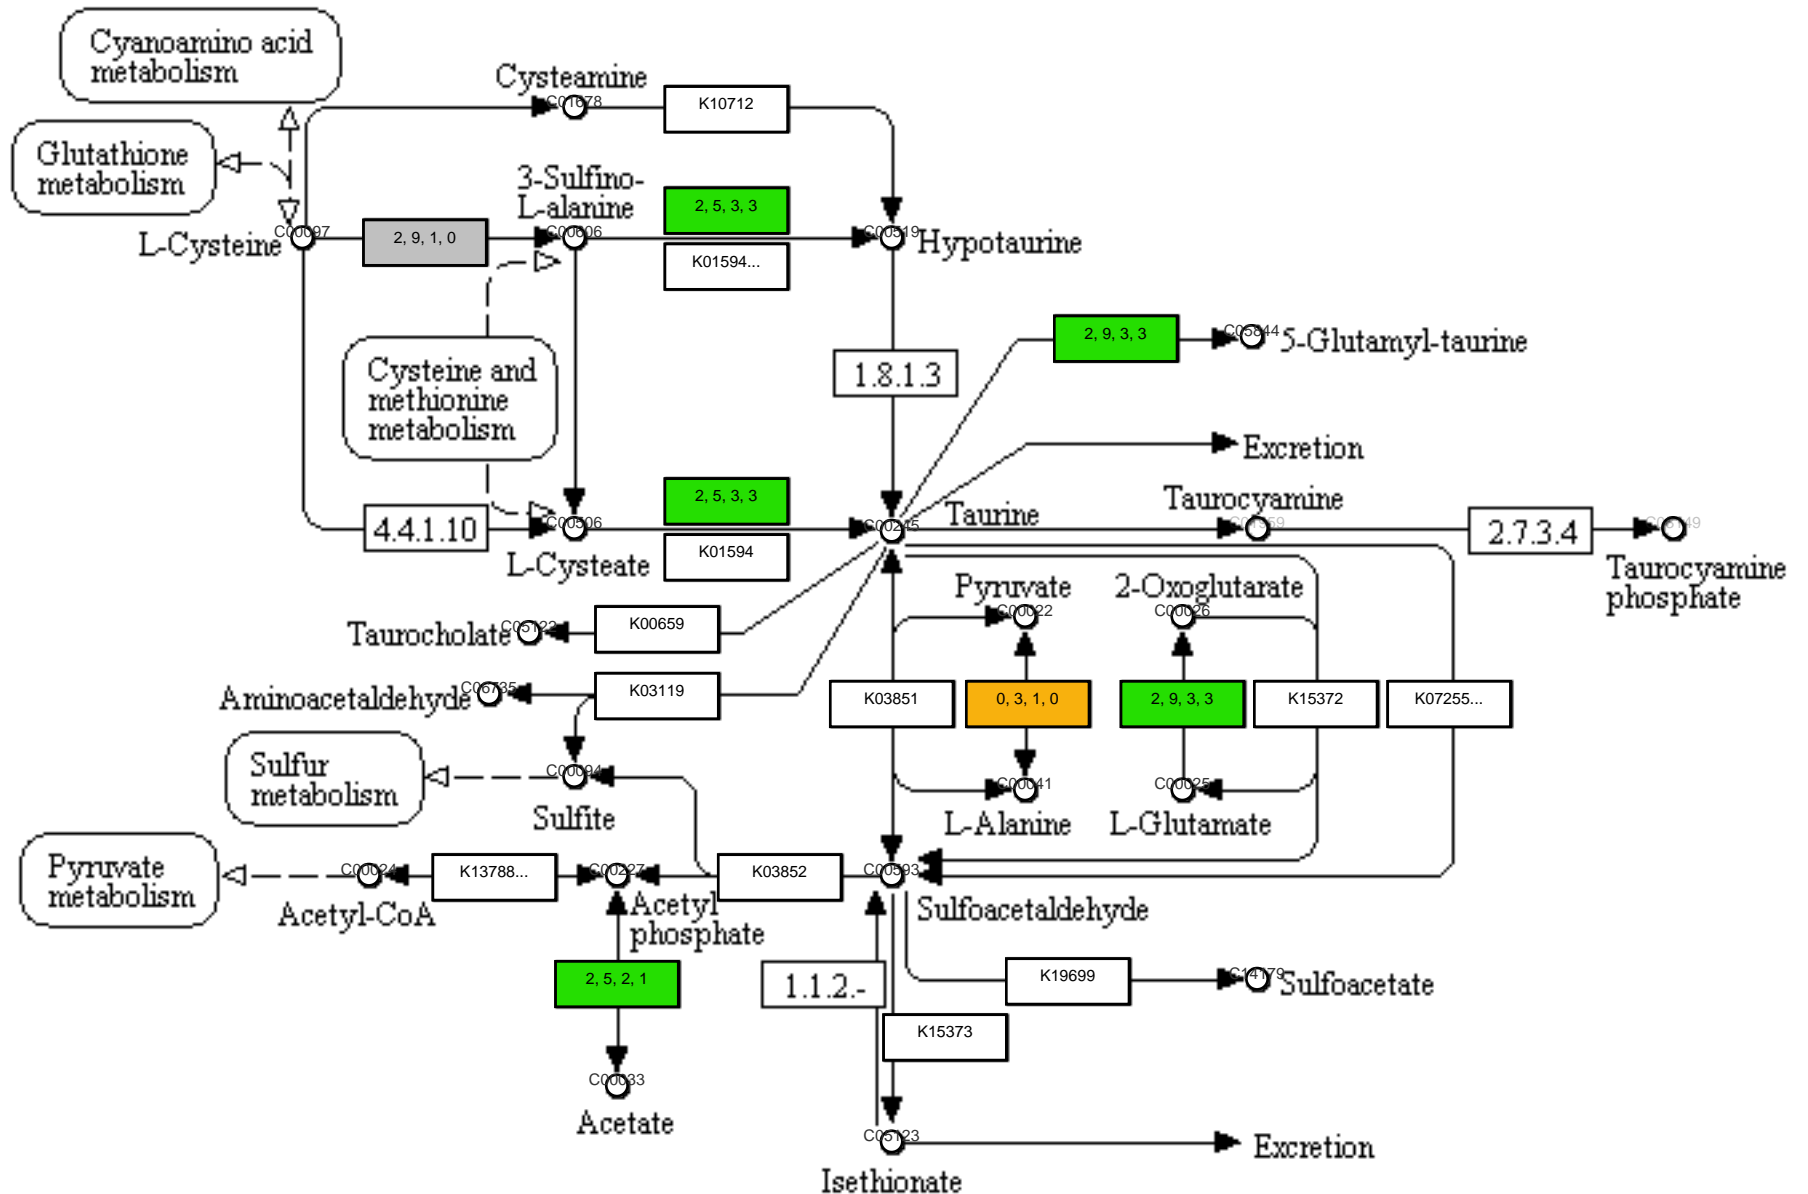 Cyanoamino acid
metabolism
Cysteamine
C01678
K10712
Glutathione
metabolism
3-Sulfino-
L-alanine
2, 5, 3, 3
L-Cysteine
C00097
2, 9, 1, 0
C00606
C00519
Hypotaurine
K01594...
2, 9, 3, 3
C05844
5-Glutamyl-taurine
1.8.1.3
Cysteine and
methionine
metabolism
Excretion
2, 5, 3, 3
Taurocyamine
4.4.1.10
C00506
C00245
Taurine
2.7.3.4
L-Cysteate
K01594
Taurocyamine
phosphate
Pyruvate
2-Oxoglutarate
C00022
C00026
Taurocholate
C05122
K00659
Aminoacetaldehyde
C06735
K03119
K03851
0, 3, 1, 0
2, 9, 3, 3
K15372
K07255...
Sulfur
metabolism
C00094
C00041
C00025
Sulfite
L-Alanine
L-Glutamate
Pyruvate
metabolism
C00024
K13788...
C00227
K03852
C00593
Acetyl-CoA
Acetyl
phosphate
Sulfoacetaldehyde
2, 5, 2, 1
1.1.2.-
K19699
C14179
Sulfoacetate
K15373
C00033
Acetate
C05123
Excretion
Isethionate